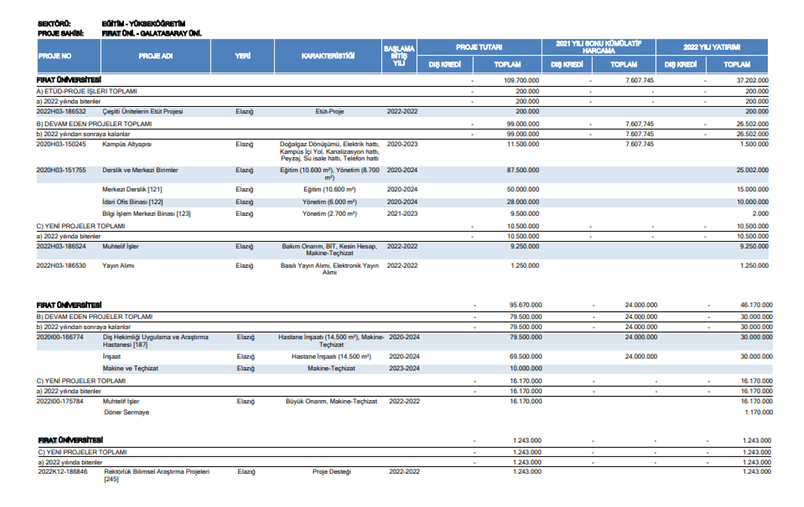 SEKTÖRÜ: EĞİTİM - YÜKSEKÖĞRETİM
PROJE SAHİBİ: FIRAT ÜNİ. - GALATASARAY ÜNİ.
PROJE NO PROJE ADI YERİ KARAKTERİSTİĞİ BAŞLAMA BİTİŞ YILI PROJE TUTARI 2021 YILI SONU KÜMÜLATİF HARCAMA 2022 YILI YATIRIMI
DIŞ KREDİ TOPLAM DIŞ KREDİ TOPLAM DIŞ KREDİ TOPLAM
FIRAT ÜNİVERSİTESİ - 109.700.000 - 7.607.745 - 37.202.000
A) ETÜD-PROJE İŞLERİ TOPLAMI - 200.000 - - - 200.000
a) 2022 yılında bitenler - 200.000 - - - 200.000
2022H03-186532 Çeşitli Ünitelerin Etüt Projesi Elazığ Etüt-Proje 2022-2022 200.000 200.000
B) DEVAM EDEN PROJELER TOPLAMI - 99.000.000 - 7.607.745 - 26.502.000
b) 2022 yılından sonraya kalanlar - 99.000.000 - 7.607.745 - 26.502.000
2020H03-150245 Kampüs Altyapısı Elazığ Doğalgaz Dönüşümü, Elektrik hattı, 2020-2023 11.500.000 7.607.745 1.500.000
Kampüs İçi Yol, Kanalizasyon hattı,
Peyzaj, Su isale hattı, Telefon hattı
2020H03-151755 Derslik ve Merkezi Birimler Elazığ Eğitim (10.600 m²), Yönetim (8.700 2020-2024 87.500.000 25.002.000
m²)
Merkezi Derslik [121] Elazığ Eğitim (10.600 m²) 2020-2024 50.000.000 15.000.000
İdari Ofis Binası [122] Elazığ Yönetim (6.000 m²) 2020-2024 28.000.000 10.000.000
Bilgi İşlem Merkezi Binası [123] Elazığ Yönetim (2.700 m²) 2021-2023 9.500.000 2.000
C) YENİ PROJELER TOPLAMI - 10.500.000 - - - 10.500.000
a) 2022 yılında bitenler - 10.500.000 - - - 10.500.000
2022H03-186524 Muhtelif İşler Elazığ Bakım Onarım, BİT, Kesin Hesap, 2022-2022 9.250.000 9.250.000
Makine-Teçhizat
2022H03-186530 Yayın Alımı Elazığ Basılı Yayın Alımı, Elektronik Yayın 2022-2022 1.250.000 1.250.000
Alımı
FIRAT ÜNİVERSİTESİ - 95.670.000 - 24.000.000 - 46.170.000
B) DEVAM EDEN PROJELER TOPLAMI - 79.500.000 - 24.000.000 - 30.000.000
b) 2022 yılından sonraya kalanlar - 79.500.000 - 24.000.000 - 30.000.000
2020I00-166774 Diş Hekimliği Uygulama ve Araştırma Elazığ Hastane İnşaatı (14.500 m²), Makine- 2020-2024 79.500.000 24.000.000 30.000.000
Hastanesi [187] Teçhizat
İnşaat Elazığ Hastane İnşaatı (14.500 m²) 2020-2024 69.500.000 24.000.000 30.000.000
Makine ve Teçhizat Elazığ Makine-Teçhizat 2023-2024 10.000.000
C) YENİ PROJELER TOPLAMI - 16.170.000 - - - 16.170.000
a) 2022 yılında bitenler - 16.170.000 - - - 16.170.000
2022I00-175784 Muhtelif İşler Elazığ Büyük Onarım, Makine-Teçhizat 2022-2022 16.170.000 16.170.000
Döner Sermaye 1.170.000
FIRAT ÜNİVERSİTESİ - 1.243.000 - - - 1.243.000
C) YENİ PROJELER TOPLAMI - 1.243.000 - - - 1.243.000
a) 2022 yılında bitenler - 1.243.000 - - - 1.243.000
2022K12-186846 Rektörlük Bilimsel Araştırma Projeleri Elazığ Proje Desteği 2022-2022 1.243.000 1.243.000
[245]